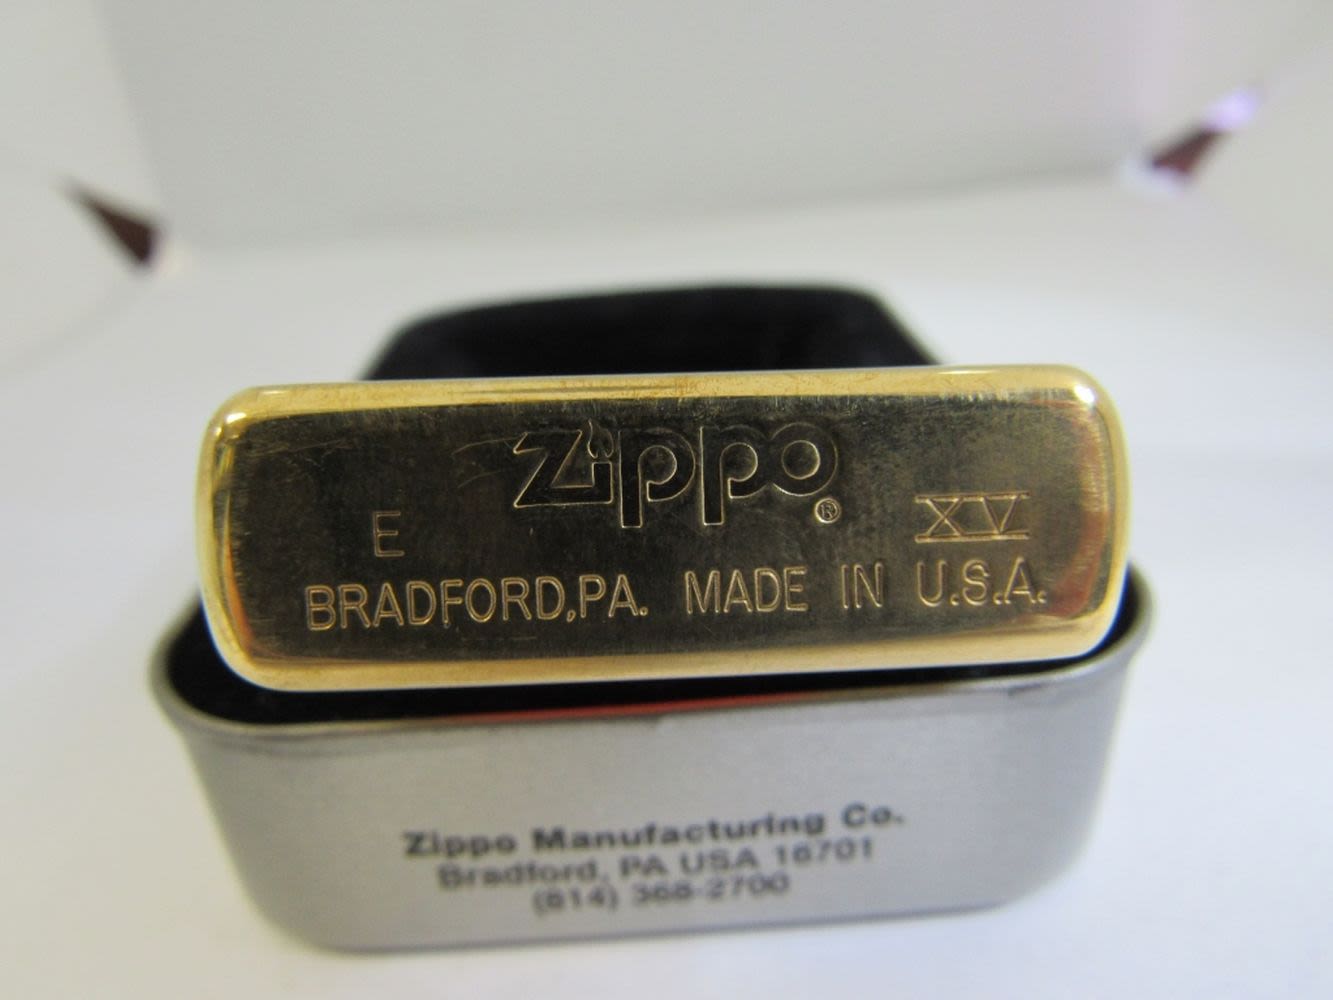 Zippo ®
E XV
BRADFORD,PA. MADE IN U.S.A.
Zippo Manufacturing Co.
Bradford, PA USA 16701
(814) 368-2700